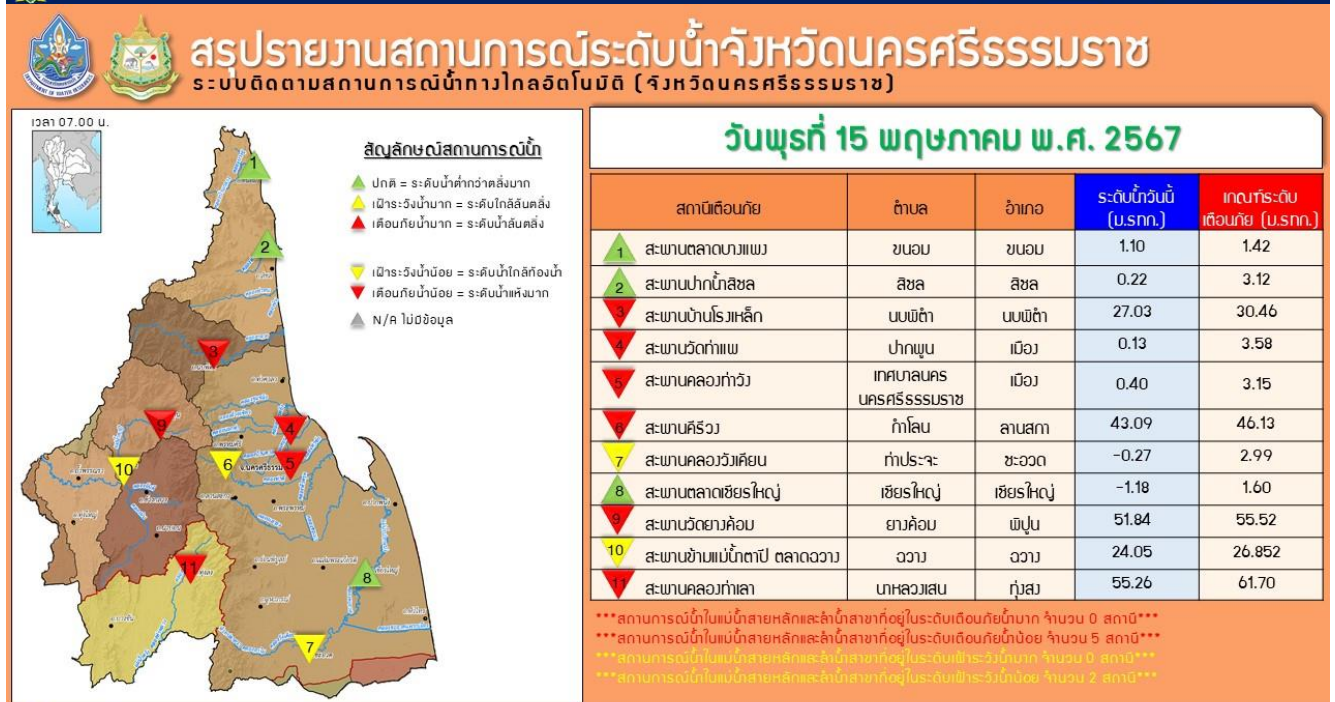 สรุปรายงานสถานการณ์ระดับน้ำจังหวัดนครศรีธรรมราช
ระบบติดตามสถานการณ์น้ำทางไกลอัตโนมัติ (จังหวัดนครศรีธรรมราช)
เวลา 07.00 น.
สัญลักษณ์สถานการณ์น้ำ
ปกติ = ระดับน้ำต่ำกว่าตลิ่งมาก
เฝ้าระวังน้ำมาก = ระดับใกล้ล้นตลิ่ง
เตือนภัยน้ำมาก = ระดับน้ำล้นตลิ่ง
เฝ้าระวังน้ำน้อย = ระดับน้ำใกล้ท้องน้ำ
เตือนภัยน้ำน้อย = ระดับน้ำแห้งมาก
N/A ไม่มีข้อมูล
1
2
3
9
4
10
6
5
11
8
7
วันพุธที่ 15 พฤษภาคม พ.ศ. 2567
สถานีเตือนภัย ตำบล อำเภอ ระดับน้ำวันนี้ (ม.รทก.) เกณฑ์ระดับเตือนภัย (ม.รทก.)
1 สะพานตลาดบางแพง ขนอม ขนอม 1.10 1.42
2 สะพานปากน้ำสิชล สิชล สิชล 0.22 3.12
3 สะพานบ้านโรงเหล็ก นบพิตำ นบพิตำ 27.03 30.46
4 สะพานวัดท่าแพ ปากพูน เมือง 0.13 3.58
5 สะพานคลองท่าวัง เทศบาลนครนครศรีธรรมราช เมือง 0.40 3.15
6 สะพานคีรีวง กำโลน ลานสกา 43.09 46.13
7 สะพานคลองวังเคียน ท่าประจะ ชะอวด -0.27 2.99
8 สะพานตลาดเชียรใหญ่ เชียรใหญ่ เชียรใหญ่ -1.18 1.60
9 สะพานวัดยางค้อม ยางค้อม พิปูน 51.84 55.52
10 สะพานข้ามแม่น้ำตาปี ตลาดฉวาง ฉวาง ฉวาง 24.05 26.852
11 สะพานคลองท่าเลา นาหลวงเสน ทุ่งสง 55.26 61.70
***สถานการณ์น้ำในแม่น้ำสายหลักและลำน้ำสาขาที่อยู่ในระดับเตือนภัยน้ำมาก จำนวน 0 สถานี***
***สถานการณ์น้ำในแม่น้ำสายหลักและลำน้ำสาขาที่อยู่ในระดับเตือนภัยน้ำน้อย จำนวน 5 สถานี***
***สถานการณ์น้ำในแม่น้ำสายหลักและลำน้ำสาขาที่อยู่ในระดับเฝ้าระวังน้ำมาก จำนวน 0 สถานี***
***สถานการณ์น้ำในแม่น้ำสายหลักและลำน้ำสาขาที่อยู่ในระดับเฝ้าระวังน้ำน้อย จำนวน 2 สถานี***